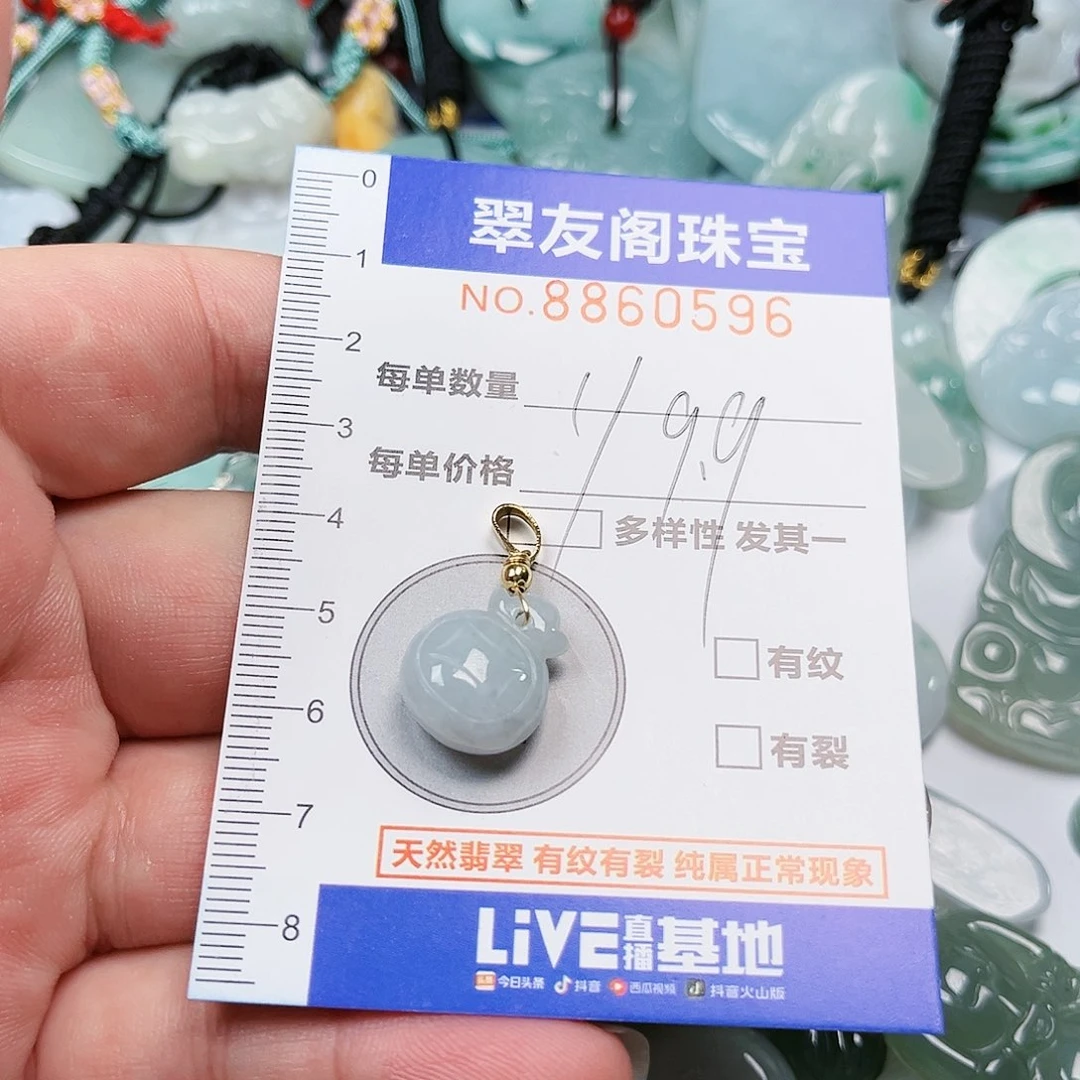 翠友阁珠宝
NO.8860596
每单数量
每单价格
49.9
多样性 发其一
有纹
有裂
天然翡翠 有纹有裂 纯属正常现象
LiVE直播基地
今日头条 抖音 西瓜视频 抖音火山版
0
1
2
3
4
5
6
7
8